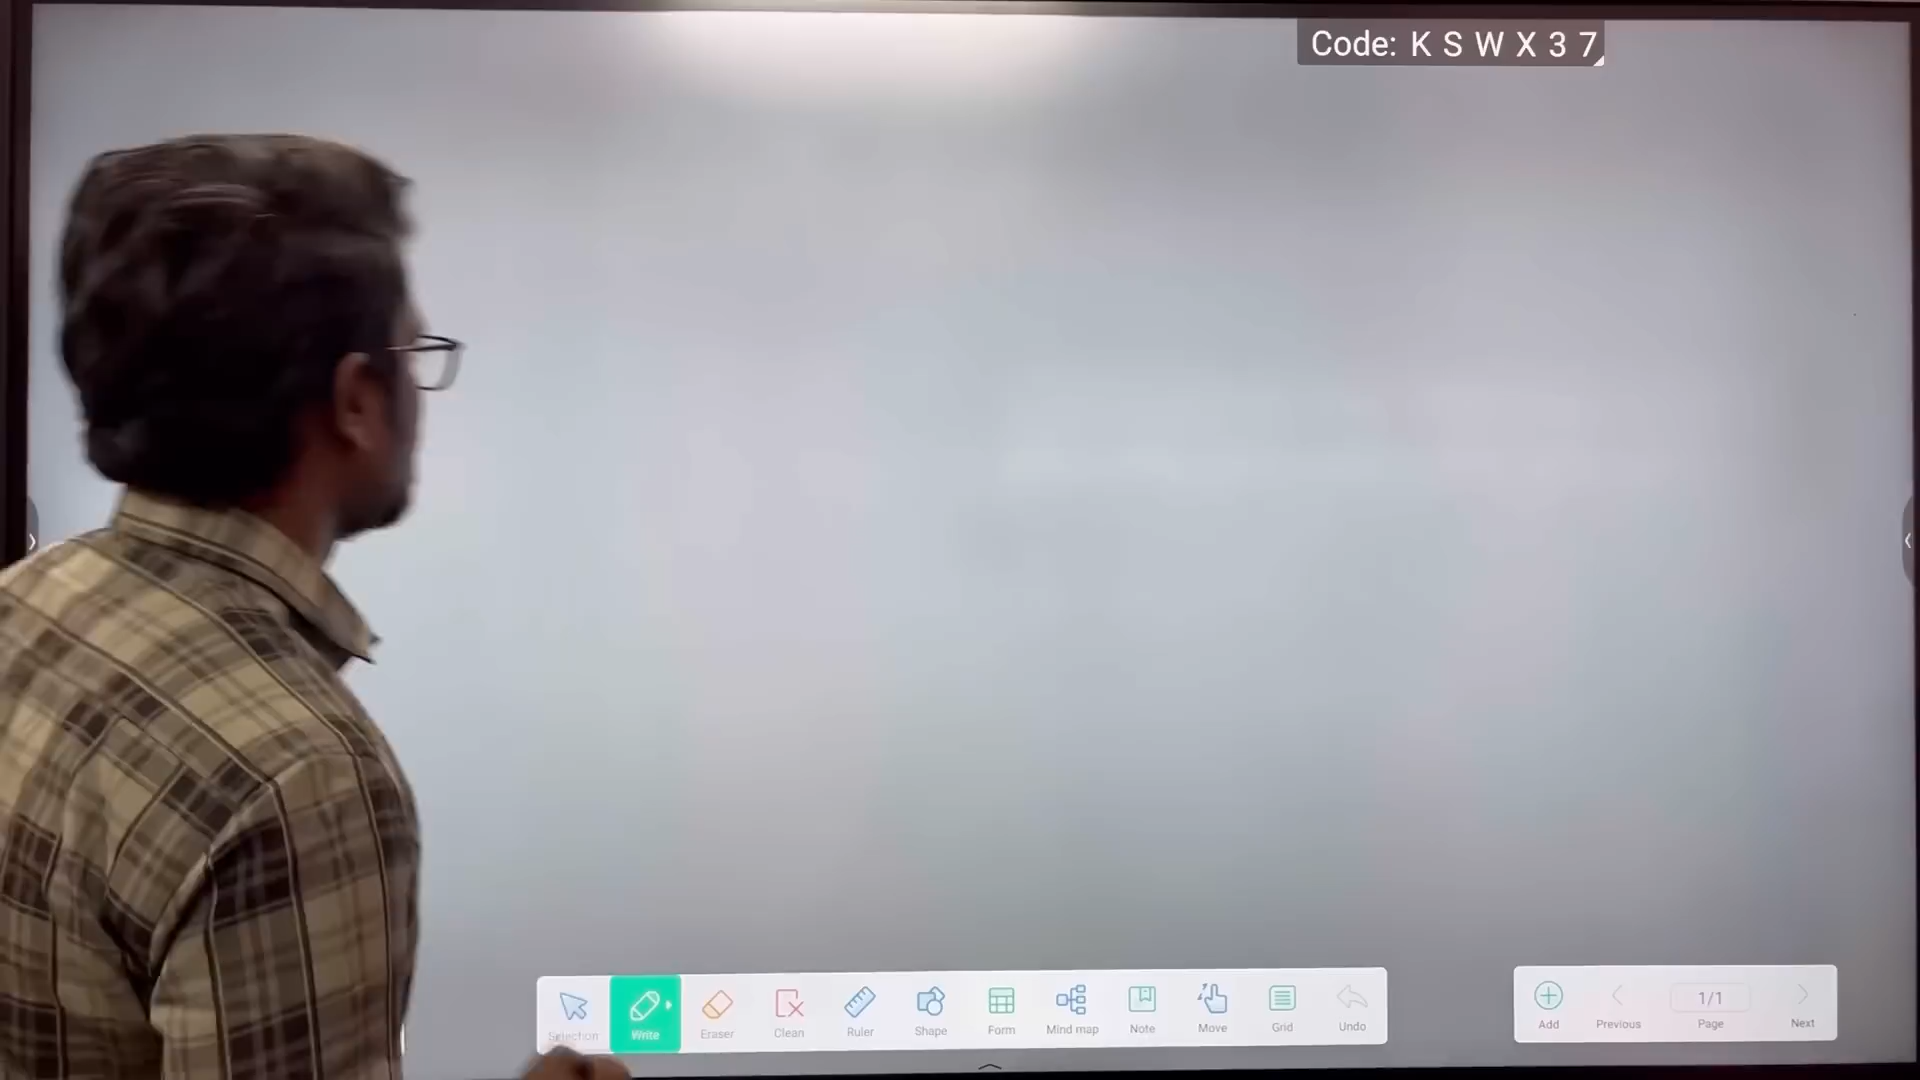 Code: K S W X 3 7
Selection Write Eraser Clean Ruler Shape Form Mind map Note Move Grid Undo
Add Previous 1/1 Page Next